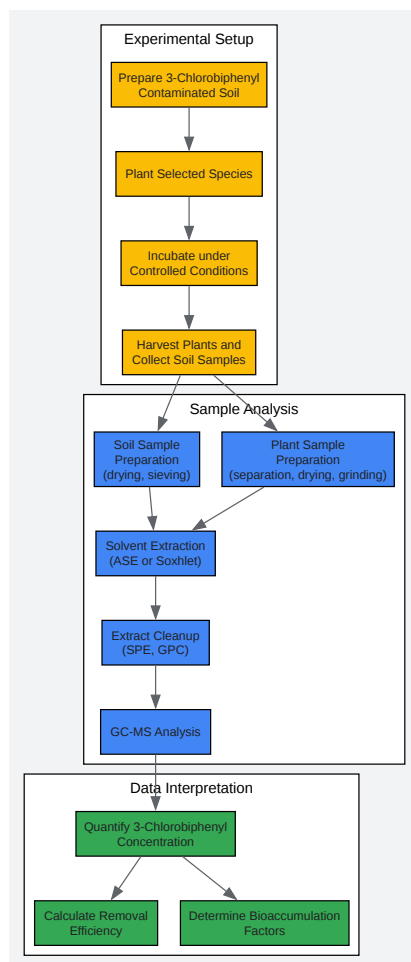 Experimental Setup
Prepare 3-Chlorobiphenyl
Contaminated Soil
Plant Selected Species
Incubate under
Controlled Conditions
Harvest Plants and
Collect Soil Samples
Sample Analysis
Soil Sample
Preparation
(drying, sieving)
Plant Sample
Preparation
(separation, drying, grinding)
Solvent Extraction
(ASE or Soxhlet)
Extract Cleanup
(SPE, GPC)
GC-MS Analysis
Data Interpretation
Quantify 3-Chlorobiphenyl
Concentration
Calculate Removal
Efficiency
Determine Bioaccumulation
Factors